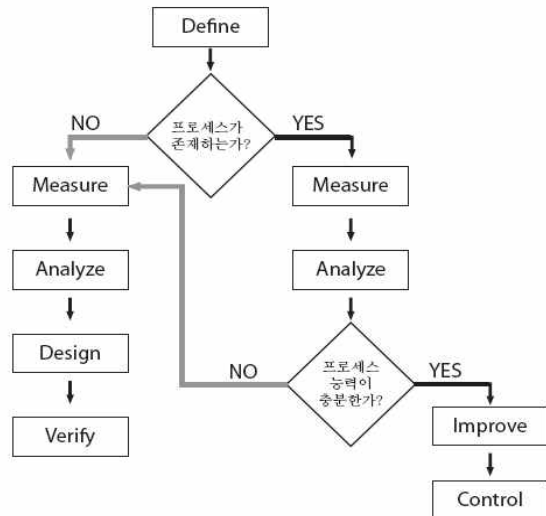 Define
프로세스가
존재하는가?
NO
YES
Measure
Measure
Analyze
Analyze
Design
프로세스
능력이
충분한가?
NO
YES
Verify
Improve
Control